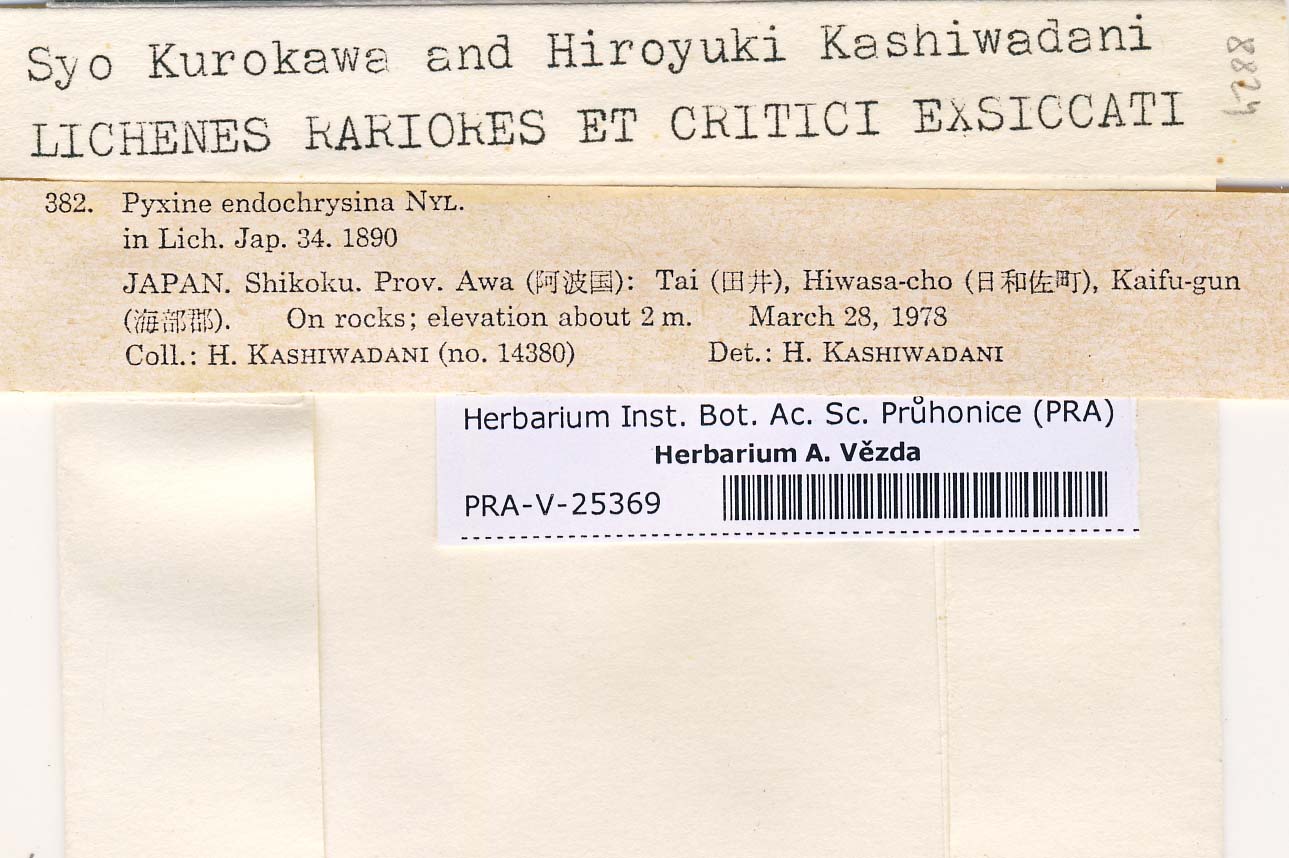 Syo Kurokawa and Hiroyuki Kashiwadani
LICHENES RARIORES ET CRITICI EXSICCATI
382. Pyxine endochrysina NYL.
in Lich. Jap. 34. 1890
JAPAN. Shikoku. Prov. Awa (阿波国): Tai (田井), Hiwasa-cho (日和佐町), Kaifu-gun
(海部郡). On rocks; elevation about 2 m. March 28, 1978
Coll.: H. KASHIWADANI (no. 14380) Det.: H. KASHIWADANI
Herbarium Inst. Bot. Ac. Sc. Průhonice (PRA)
Herbarium A. Vězda
PRA-V-25369